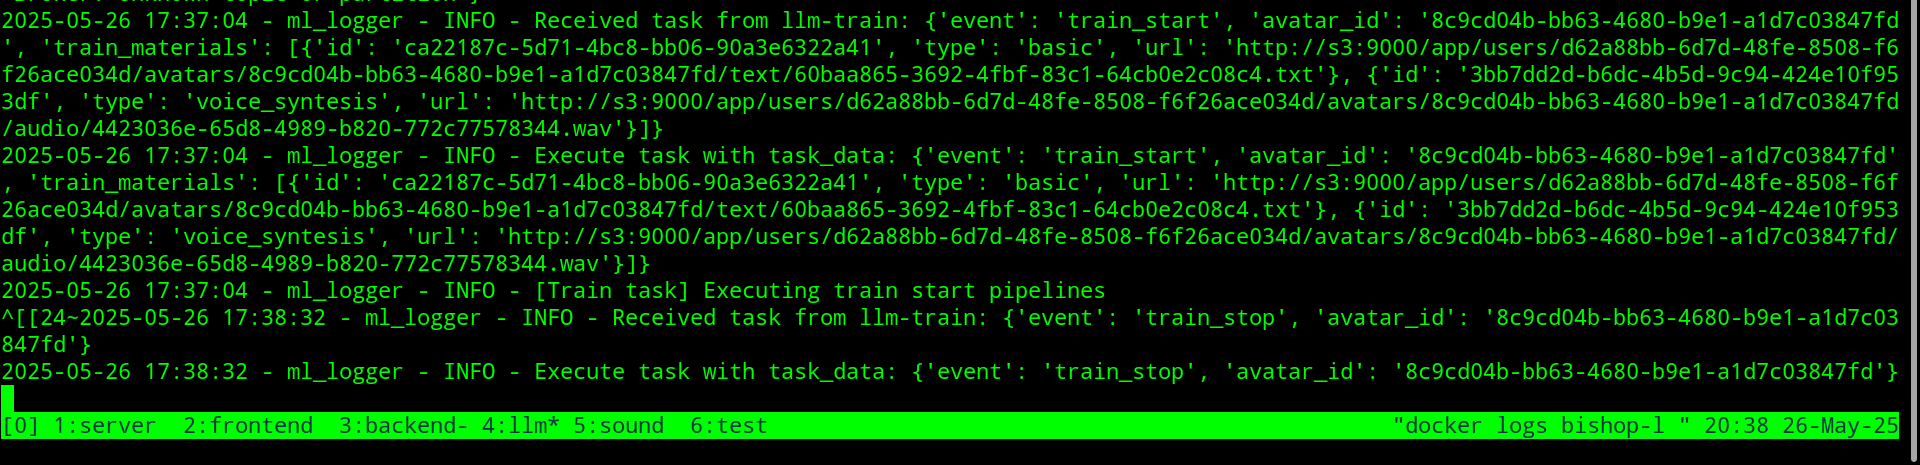 2025-05-26 17:37:04 - ml_logger - INFO - Received task from llm-train: {'event': 'train_start', 'avatar_id': '8c9cd04b-bb63-4680-b9e1-a1d7c03847fd
', 'train_materials': [{'id': 'ca22187c-5d71-4bc8-bb06-90a3e6322a41', 'type': 'basic', 'url': 'http://s3:9000/app/users/d62a88bb-6d7d-48fe-8508-f6
f26ace034d/avatars/8c9cd04b-bb63-4680-b9e1-a1d7c03847fd/text/60baa865-3692-4fbf-83c1-64cb0e2c08c4.txt'}, {'id': '3bb7dd2d-b6dc-4b5d-9c94-424e10f95
3df', 'type': 'voice_syntesis', 'url': 'http://s3:9000/app/users/d62a88bb-6d7d-48fe-8508-f6f26ace034d/avatars/8c9cd04b-bb63-4680-b9e1-a1d7c03847fd
/audio/4423036e-65d8-4989-b820-772c77578344.wav'}]}
2025-05-26 17:37:04 - ml_logger - INFO - Execute task with task_data: {'event': 'train_start', 'avatar_id': '8c9cd04b-bb63-4680-b9e1-a1d7c03847fd'
, 'train_materials': [{'id': 'ca22187c-5d71-4bc8-bb06-90a3e6322a41', 'type': 'basic', 'url': 'http://s3:9000/app/users/d62a88bb-6d7d-48fe-8508-f6f
26ace034d/avatars/8c9cd04b-bb63-4680-b9e1-a1d7c03847fd/text/60baa865-3692-4fbf-83c1-64cb0e2c08c4.txt'}, {'id': '3bb7dd2d-b6dc-4b5d-9c94-424e10f953
df', 'type': 'voice_syntesis', 'url': 'http://s3:9000/app/users/d62a88bb-6d7d-48fe-8508-f6f26ace034d/avatars/8c9cd04b-bb63-4680-b9e1-a1d7c03847fd/
audio/4423036e-65d8-4989-b820-772c77578344.wav'}]}
2025-05-26 17:37:04 - ml_logger - INFO - [Train task] Executing train start pipelines
^[[24~2025-05-26 17:38:32 - ml_logger - INFO - Received task from llm-train: {'event': 'train_stop', 'avatar_id': '8c9cd04b-bb63-4680-b9e1-a1d7c03
847fd'}
2025-05-26 17:38:32 - ml_logger - INFO - Execute task with task_data: {'event': 'train_stop', 'avatar_id': '8c9cd04b-bb63-4680-b9e1-a1d7c03847fd'}
[0] 1:server  2:frontend  3:backend- 4:llm* 5:sound  6:test "docker logs bishop-l " 20:38 26-May-25